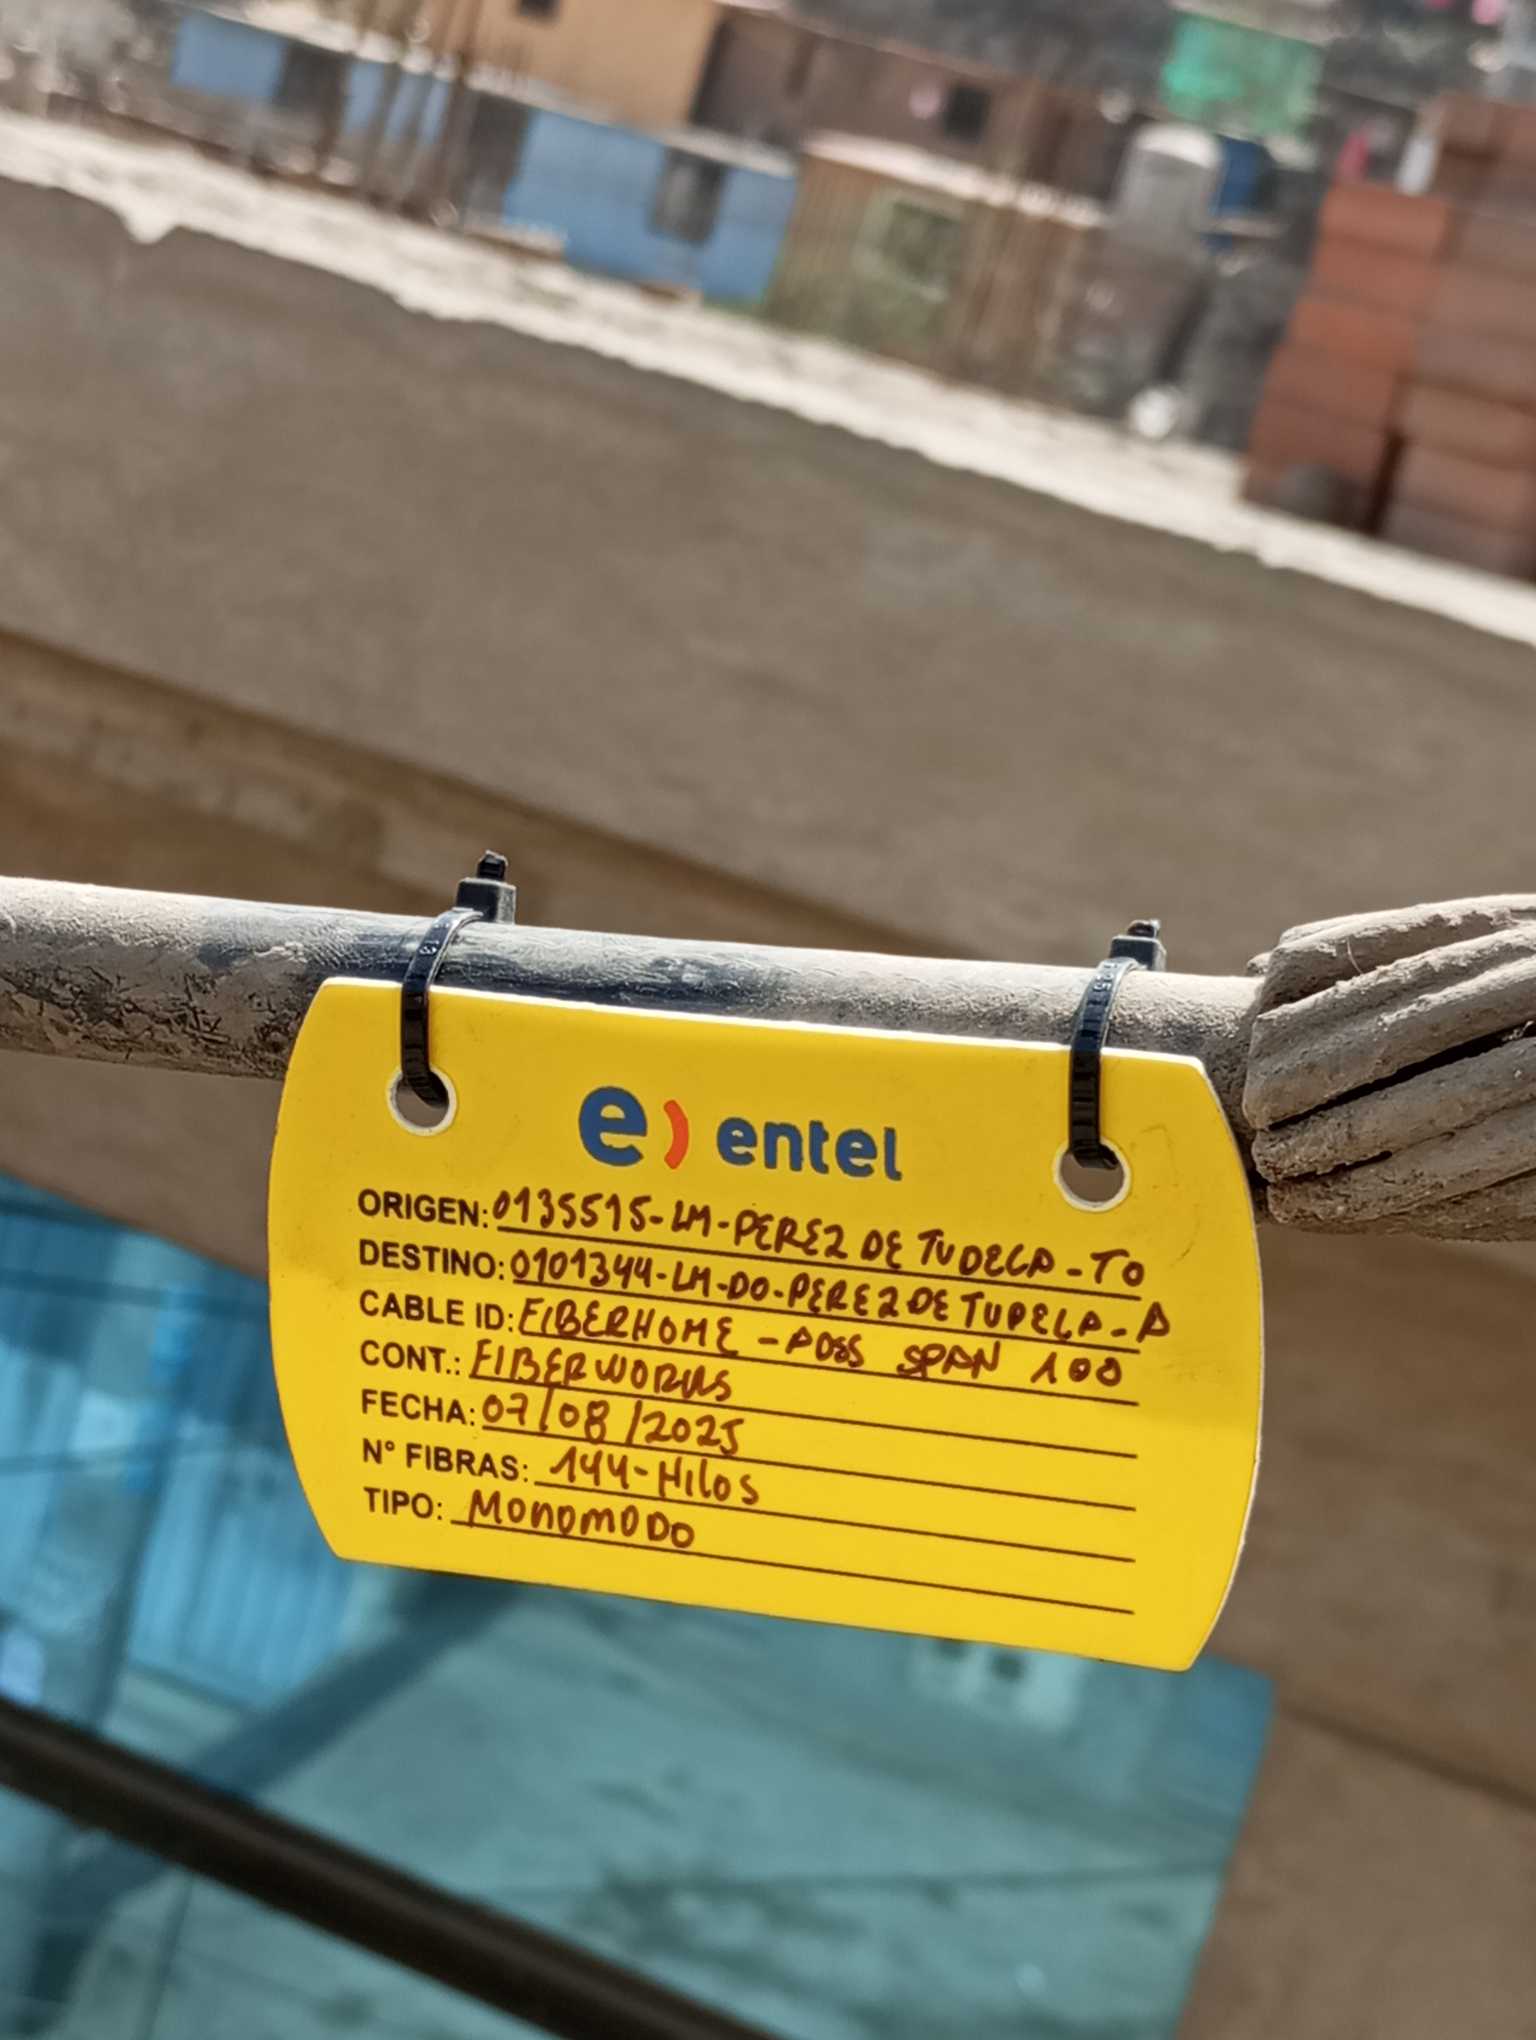 e) entel
ORIGEN: 0135515-LM-PEREZ DE TUDELA-TO
DESTINO: 0101344-LM-DO-PEREZ DE TUDELA-A
CABLE ID: FIBERHOME - ADSS SPAN 100
CONT.: FIBERWORKS
FECHA: 07/08/2025
N° FIBRAS: 144-Hilos
TIPO: MONOMODO